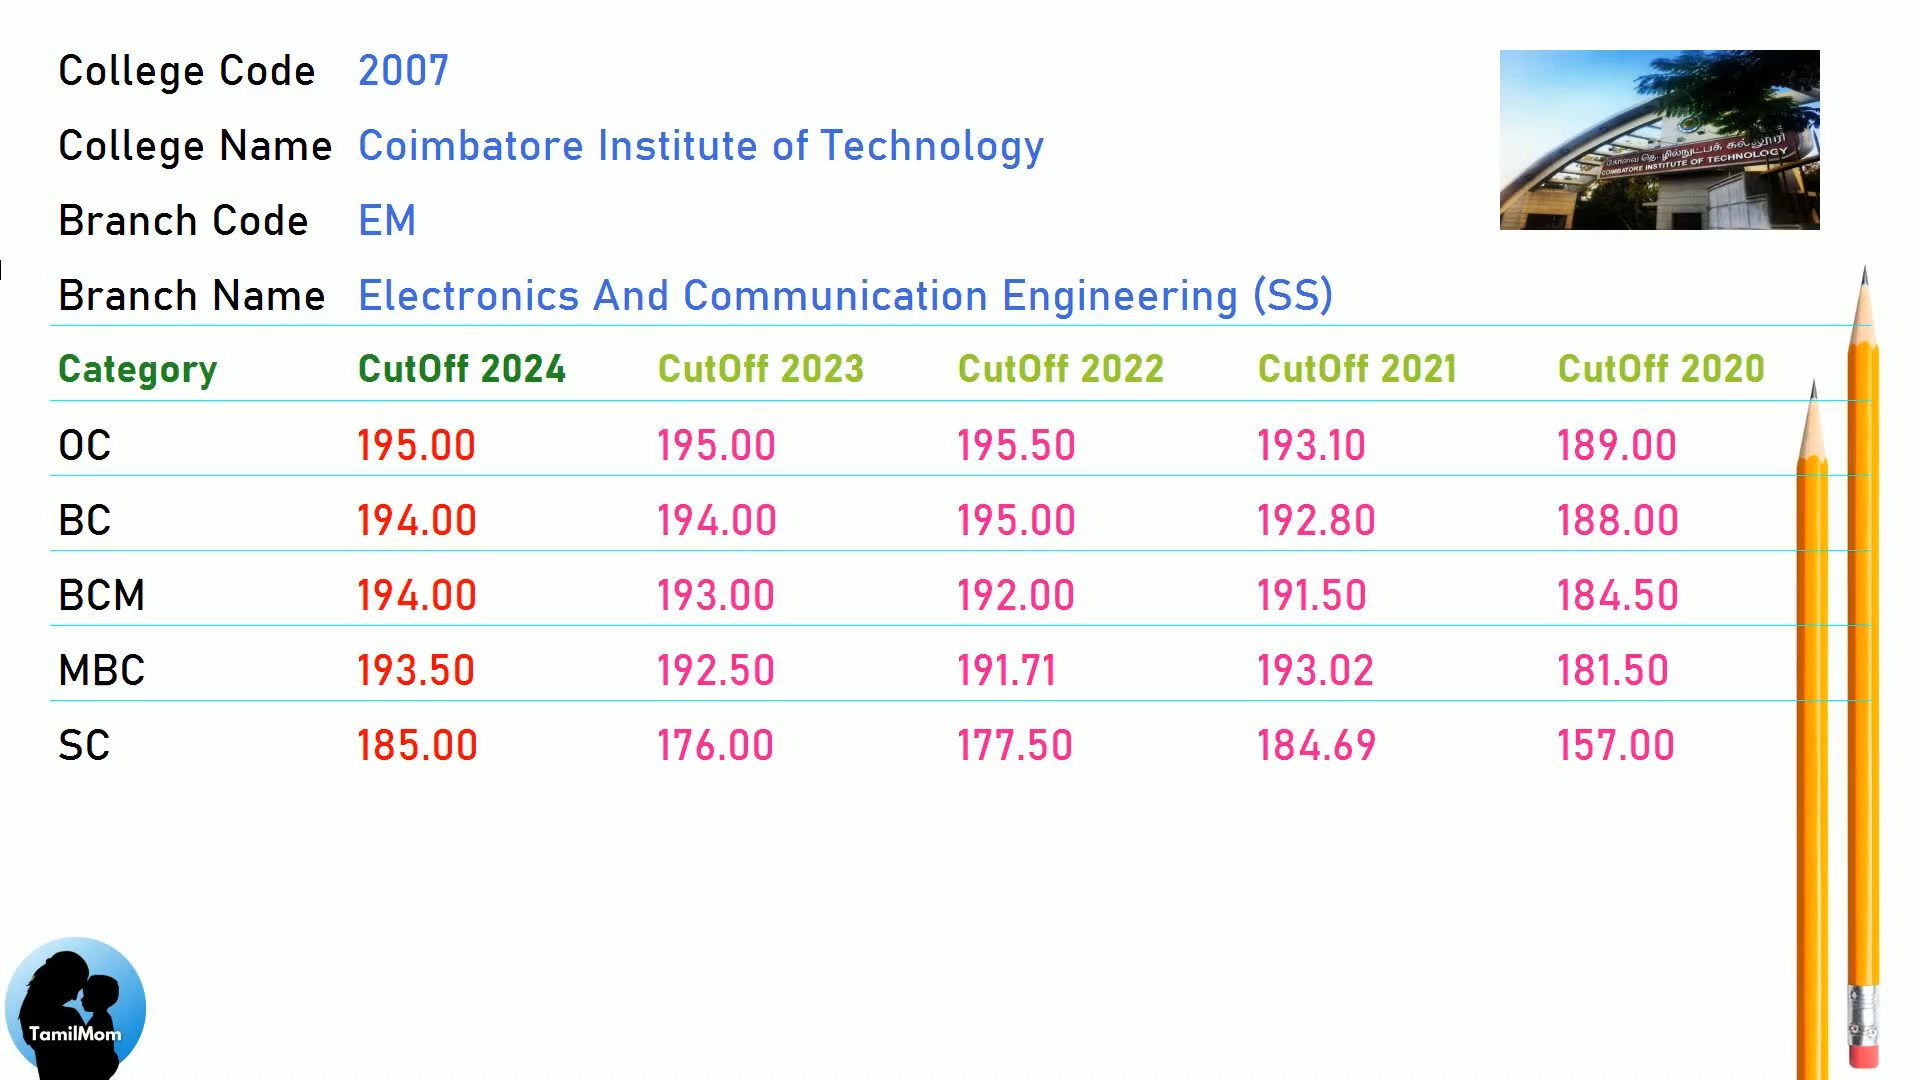 College Code 2007
College Name Coimbatore Institute of Technology
Branch Code EM
Branch Name Electronics And Communication Engineering (SS)
கோவை தொழில்நுட்பக் கல்லூரி
COIMBATORE INSTITUTE OF TECHNOLOGY
Category CutOff 2024 CutOff 2023 CutOff 2022 CutOff 2021 CutOff 2020
OC 195.00 195.00 195.50 193.10 189.00
BC 194.00 194.00 195.00 192.80 188.00
BCM 194.00 193.00 192.00 191.50 184.50
MBC 193.50 192.50 191.71 193.02 181.50
SC 185.00 176.00 177.50 184.69 157.00
TamilMom